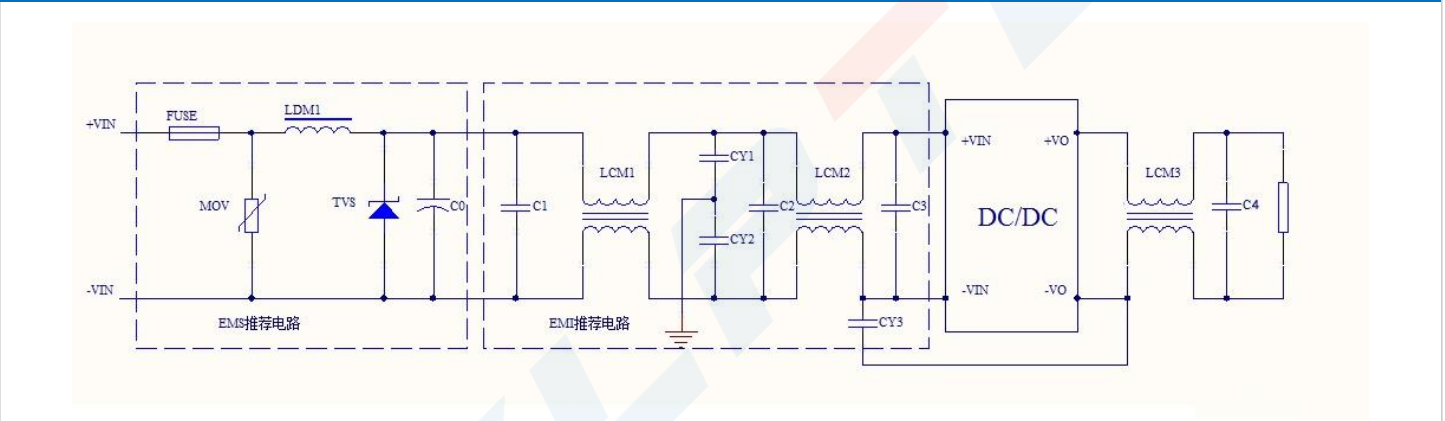 FUSE
LDM1
+VIN
MOV
TVS
C0
-VIN
EMS推荐电路
C1
LCM1
CY1
CY2
C2
LCM2
C3
EMI推荐电路
CY3
+VIN
+VO
DC/DC
-VIN
-VO
LCM3
C4